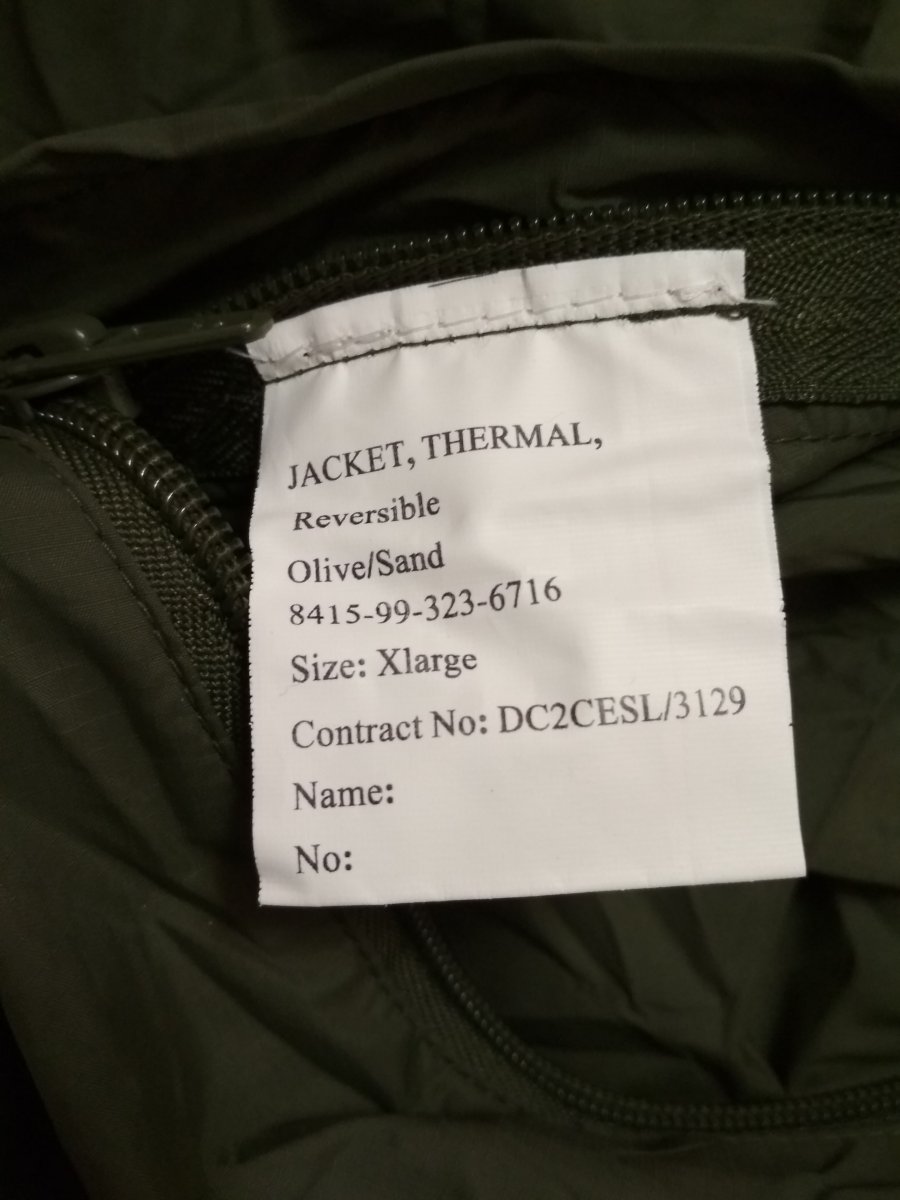 JACKET, THERMAL,
Reversible
Olive/Sand
8415-99-323-6716
Size: Xlarge
Contract No: DC2CESL/3129
Name:
No: